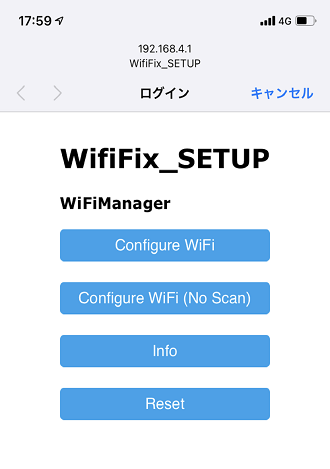 17:59
4G
192.168.4.1
WifiFix_SETUP
ログイン
キャンセル
WifiFix_SETUP
WiFiManager
Configure WiFi
Configure WiFi (No Scan)
Info
Reset